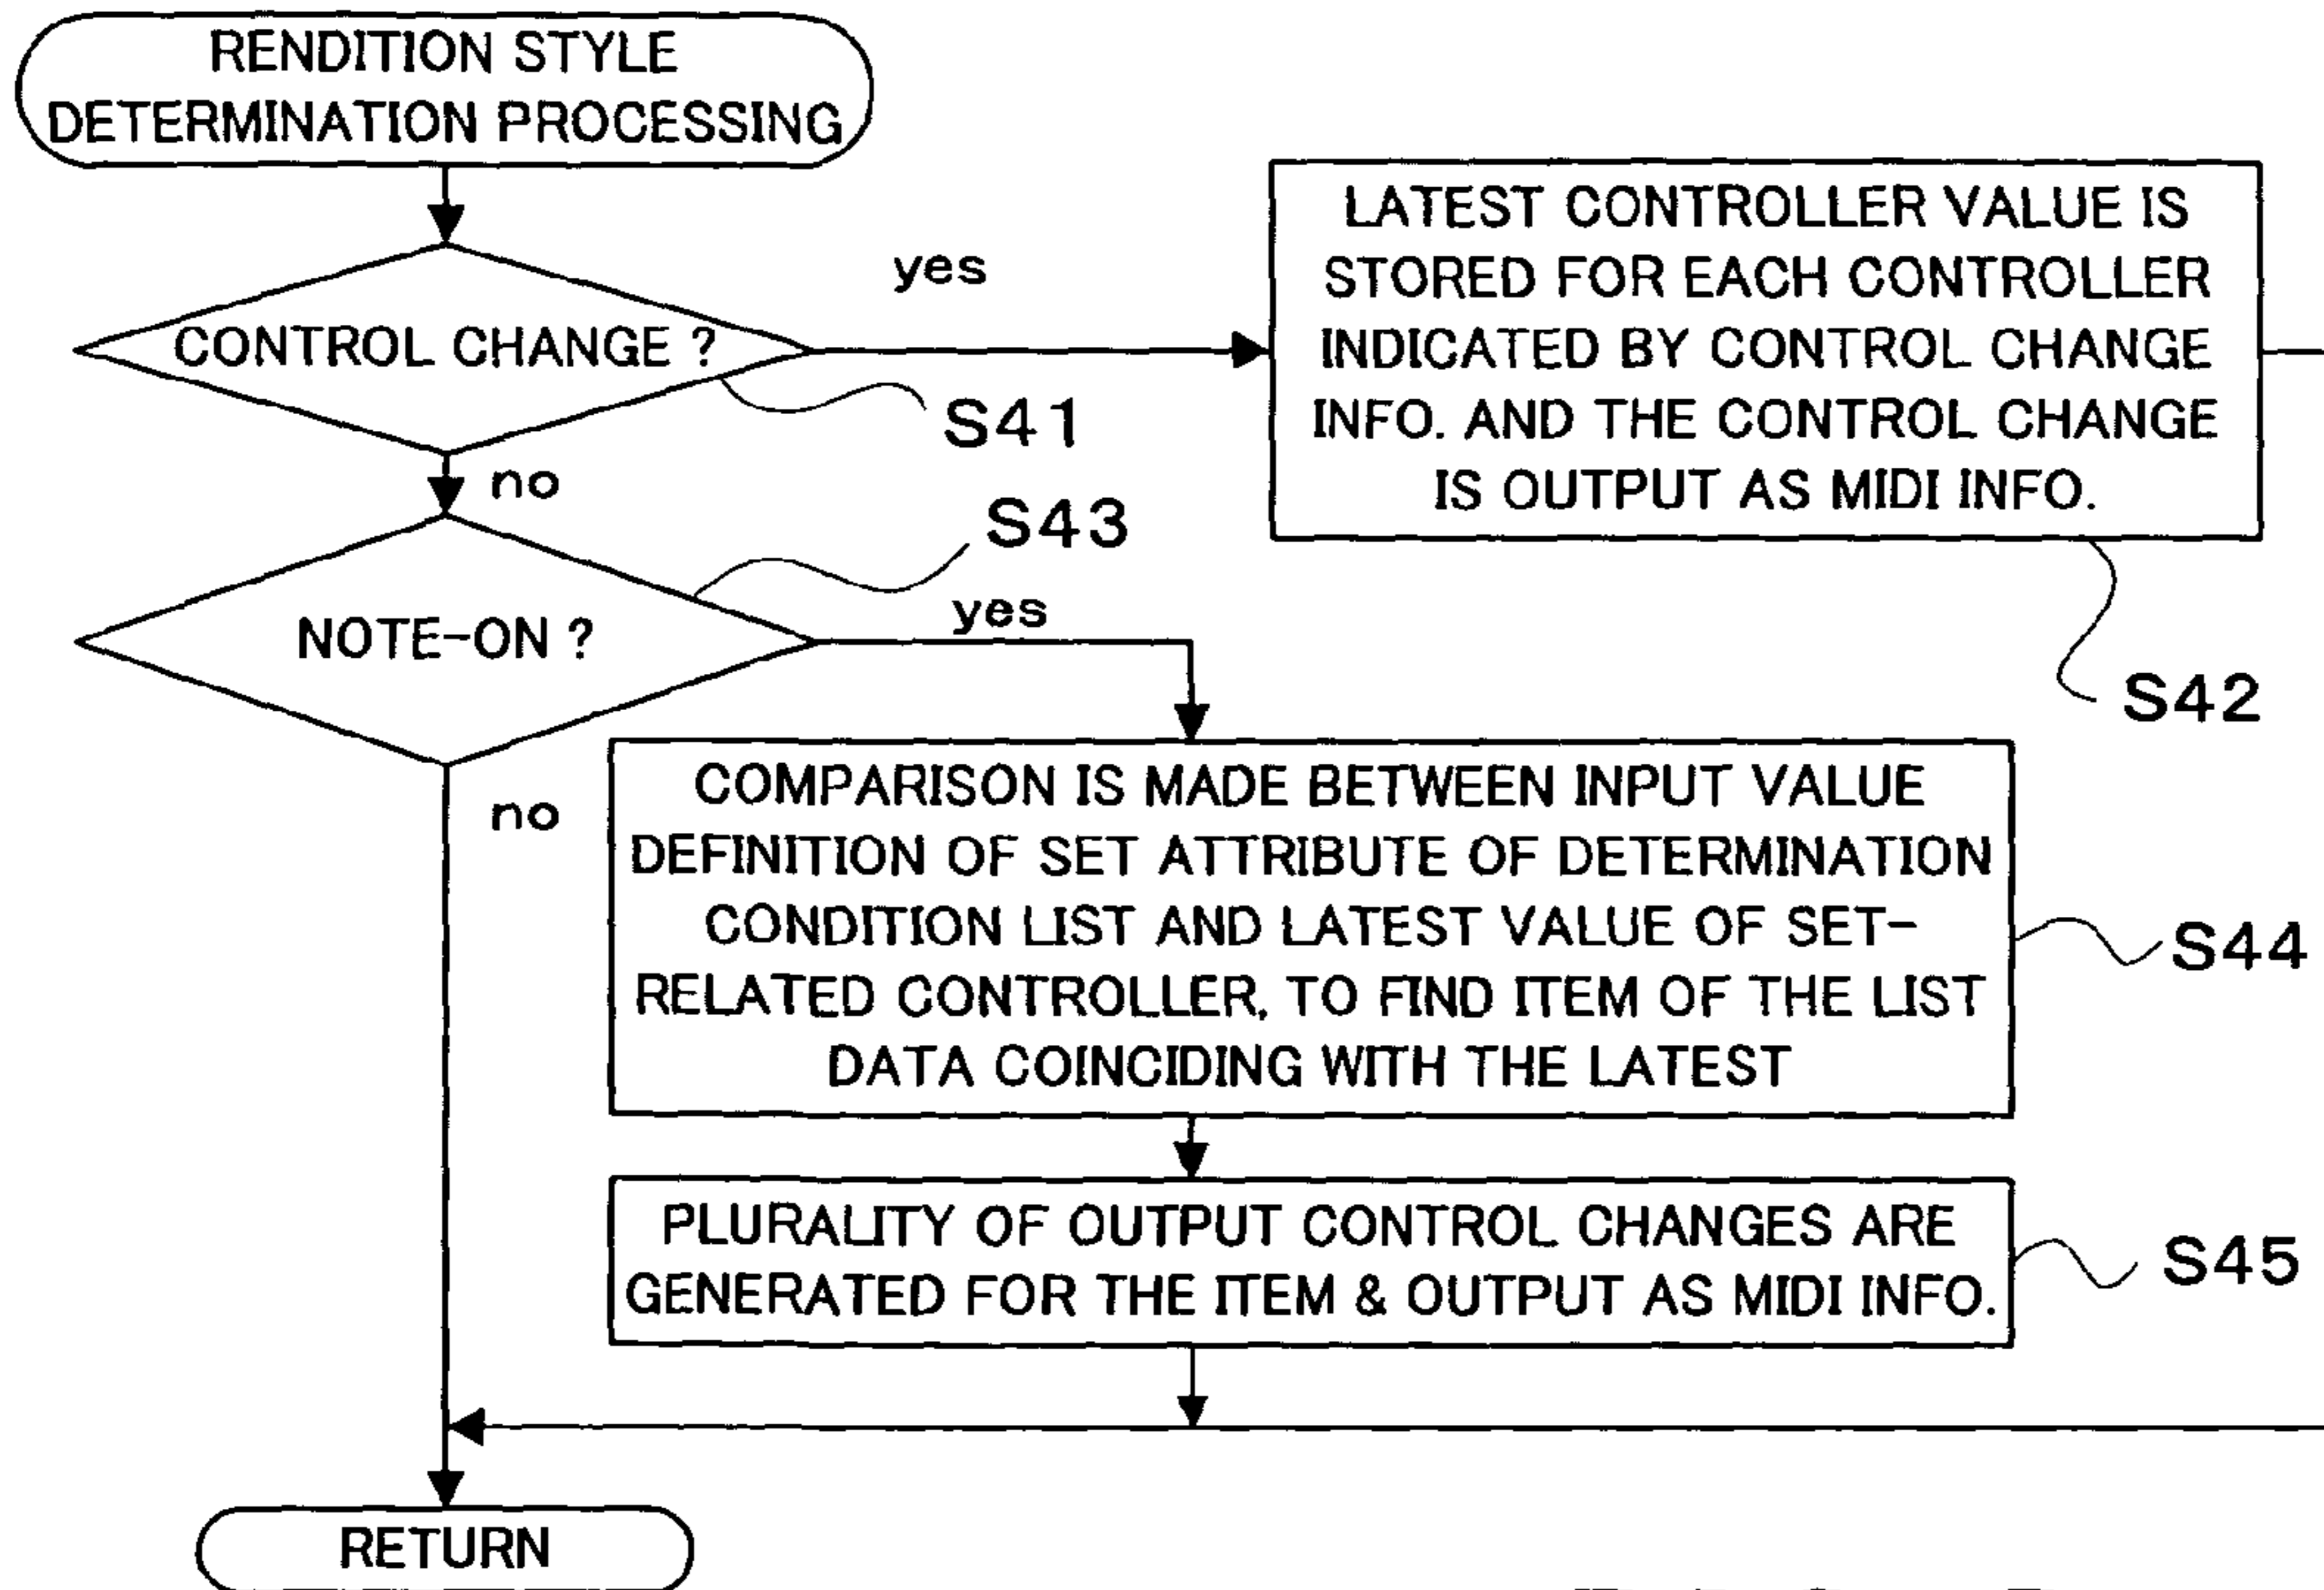 RENDITION STYLE
DETERMINATION PROCESSING
CONTROL CHANGE ?
yes
S41
no
LATEST CONTROLLER VALUE IS
STORED FOR EACH CONTROLLER
INDICATED BY CONTROL CHANGE
INFO. AND THE CONTROL CHANGE
IS OUTPUT AS MIDI INFO.
S42
S43
NOTE-ON ?
yes
no
COMPARISON IS MADE BETWEEN INPUT VALUE
DEFINITION OF SET ATTRIBUTE OF DETERMINATION
CONDITION LIST AND LATEST VALUE OF SET-
RELATED CONTROLLER, TO FIND ITEM OF THE LIST
DATA COINCIDING WITH THE LATEST
S44
PLURALITY OF OUTPUT CONTROL CHANGES ARE
GENERATED FOR THE ITEM & OUTPUT AS MIDI INFO.
S45
RETURN